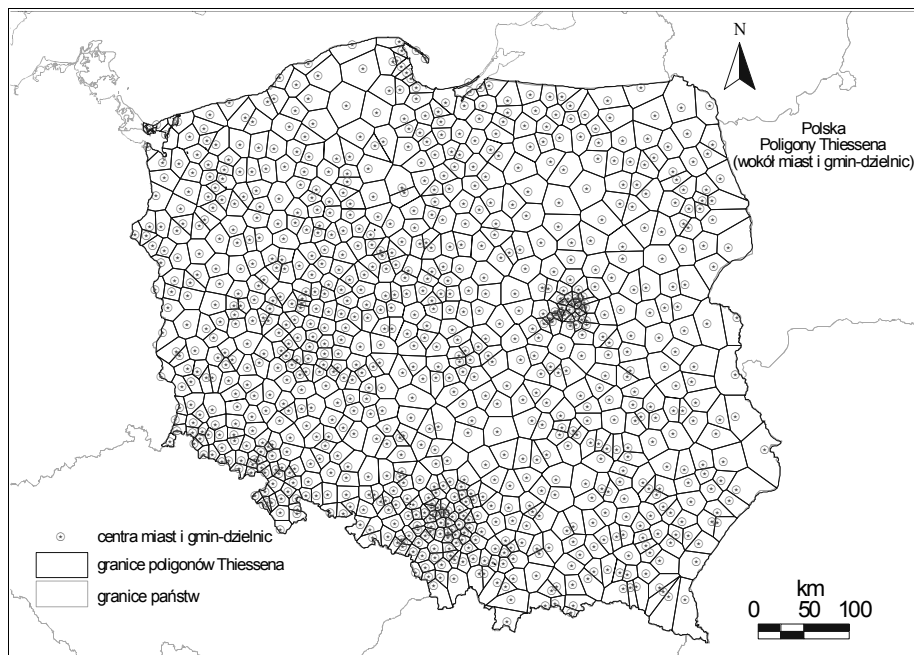 N
Polska
Poligony Thiessena
(wokół miast i gmin-dzielnic)
centra miast i gmin-dzielnic
granice poligonów Thiessena
granice państw
km
0 50 100